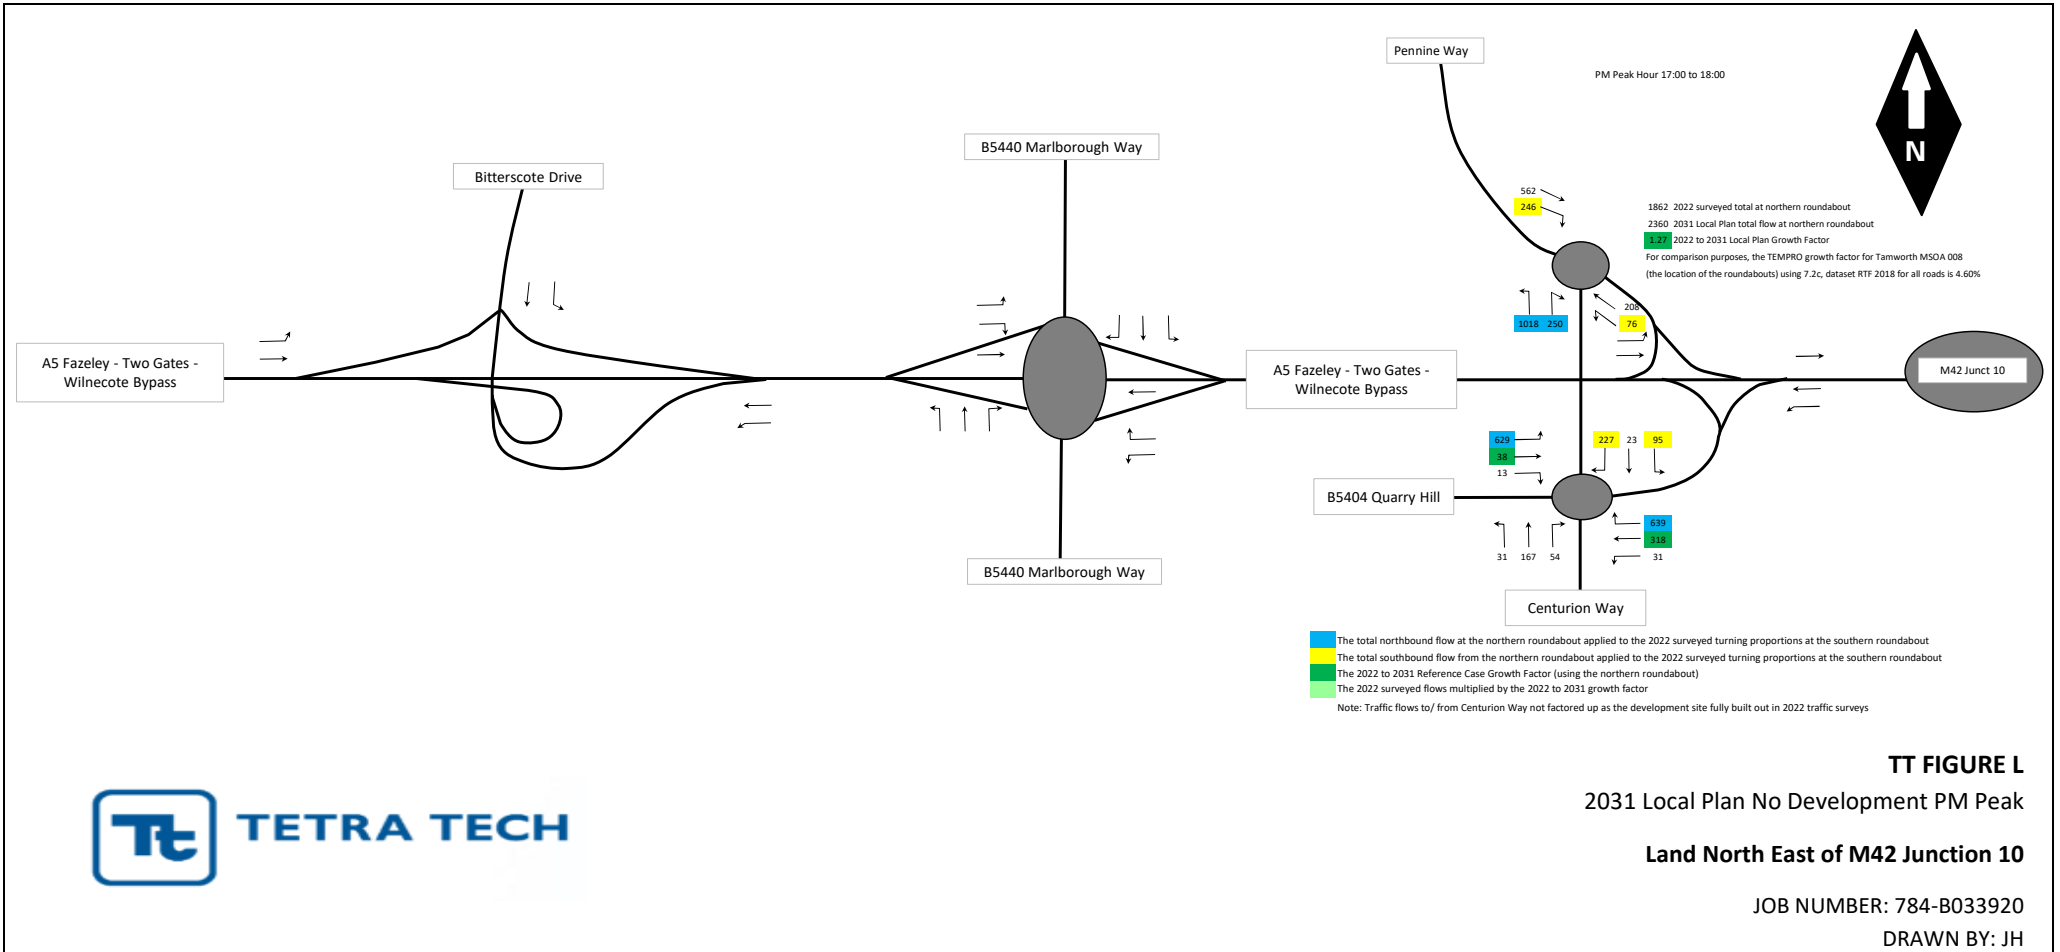 Pennine Way
PM Peak Hour 17:00 to 18:00
N
B5440 Marlborough Way
Bitterscote Drive
562
246
1862 2022 surveyed total at northern roundabout
2360 2031 Local Plan total flow at northern roundabout
1.27 2022 to 2031 Local Plan Growth Factor
For comparison purposes, the TEMPRO growth factor for Tamworth MSOA 008
(the location of the roundabouts) using 7.2c, dataset RTF 2018 for all roads is 4.60%
208
1018 250
76
A5 Fazeley - Two Gates -
Wilnecote Bypass
A5 Fazeley - Two Gates -
Wilnecote Bypass
M42 Junct 10
629
38
13
227 23 95
B5404 Quarry Hill
639
318
31
31 167 54
B5440 Marlborough Way
Centurion Way
The total northbound flow at the northern roundabout applied to the 2022 surveyed turning proportions at the southern roundabout
The total southbound flow from the northern roundabout applied to the 2022 surveyed turning proportions at the southern roundabout
The 2022 to 2031 Reference Case Growth Factor (using the northern roundabout)
The 2022 surveyed flows multiplied by the 2022 to 2031 growth factor
Note: Traffic flows to/ from Centurion Way not factored up as the development site fully built out in 2022 traffic surveys
TT FIGURE L
2031 Local Plan No Development PM Peak
Land North East of M42 Junction 10
JOB NUMBER: 784-B033920
DRAWN BY: JH
Tt TETRA TECH